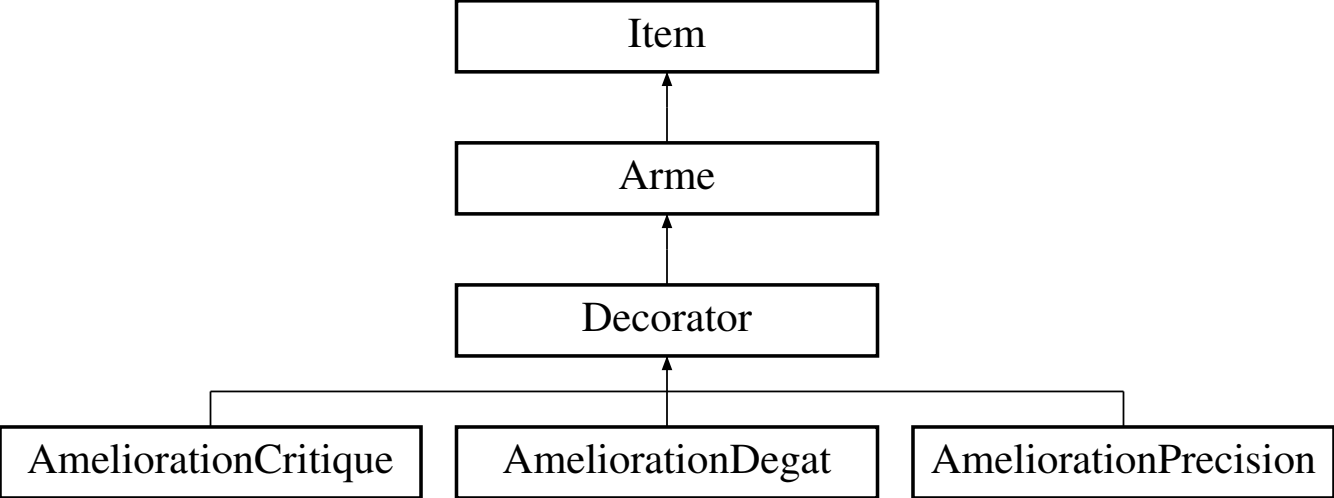 Item
Arme
Decorator
AmeliorationCritique
AmeliorationDegat
AmeliorationPrecision